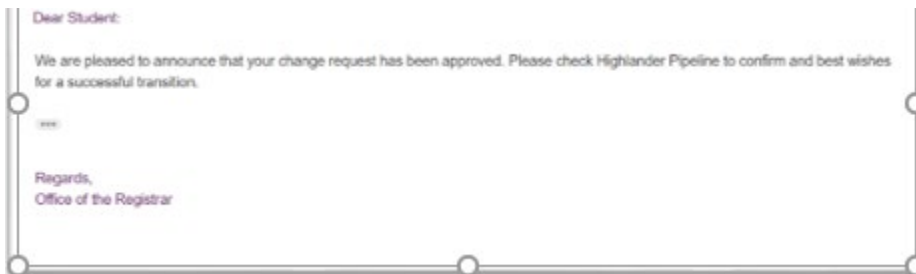 Dear Student:
We are pleased to announce that your change request has been approved. Please check Highlander Pipeline to confirm and best wishes
for a successful transition.
Regards,
Office of the Registrar